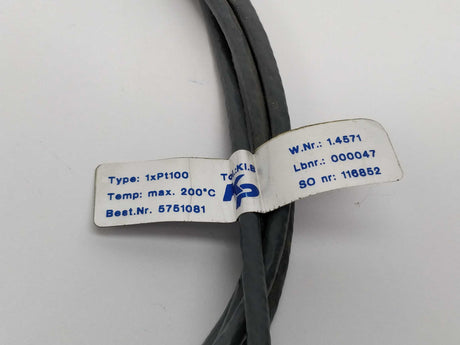 Type: 1xPt100
Temp: max. 200°C
Best.Nr. 5751081
W.Nr.: 1.4571
Lbnr.: 000047
SO nr: 116852